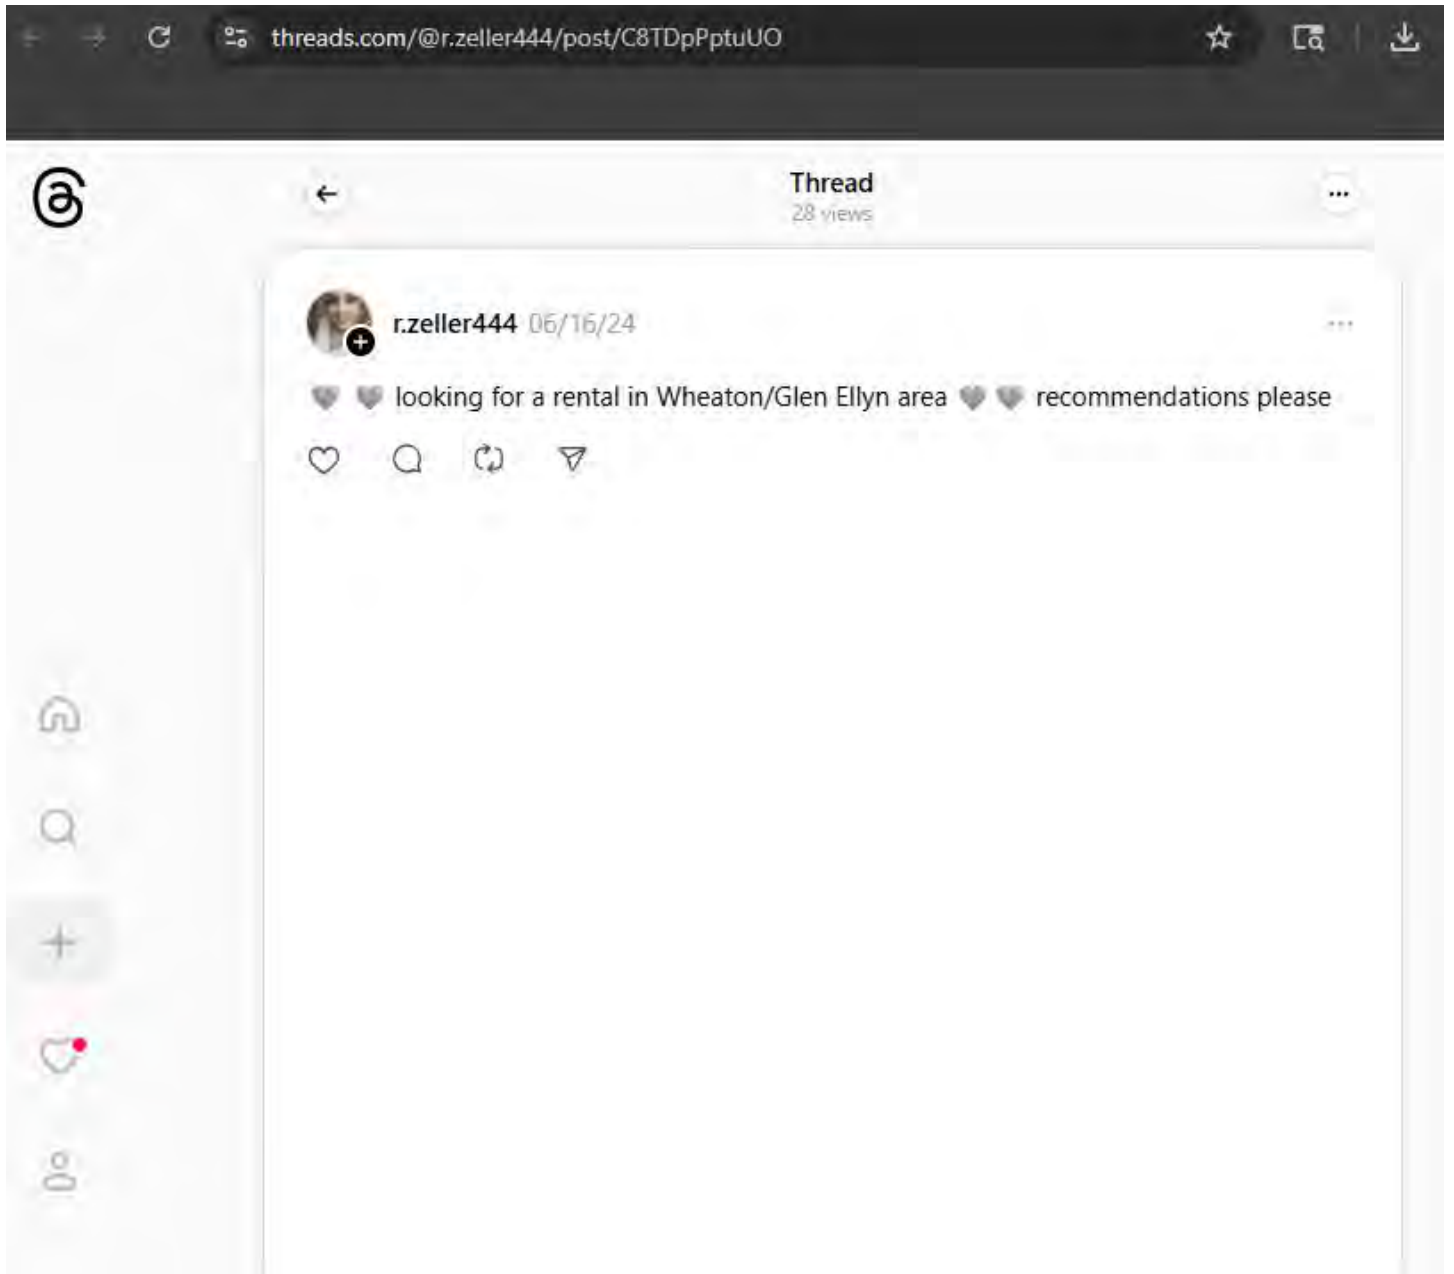 threads.com/@r.zeller444/post/C8TDpPptuUO
Thread
28 views
r.zeller444 06/16/24
🩶 🩶 looking for a rental in Wheaton/Glen Ellyn area 🩶 🩶 recommendations please